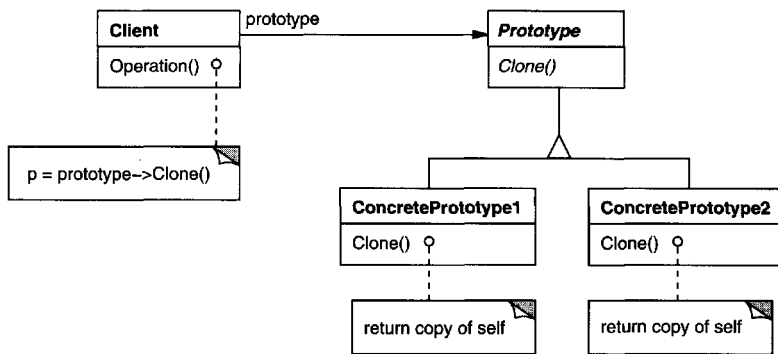 Client
prototype
Prototype
Operation()
Clone()
p = prototype->Clone()
ConcretePrototype1
ConcretePrototype2
Clone()
Clone()
return copy of self
return copy of self